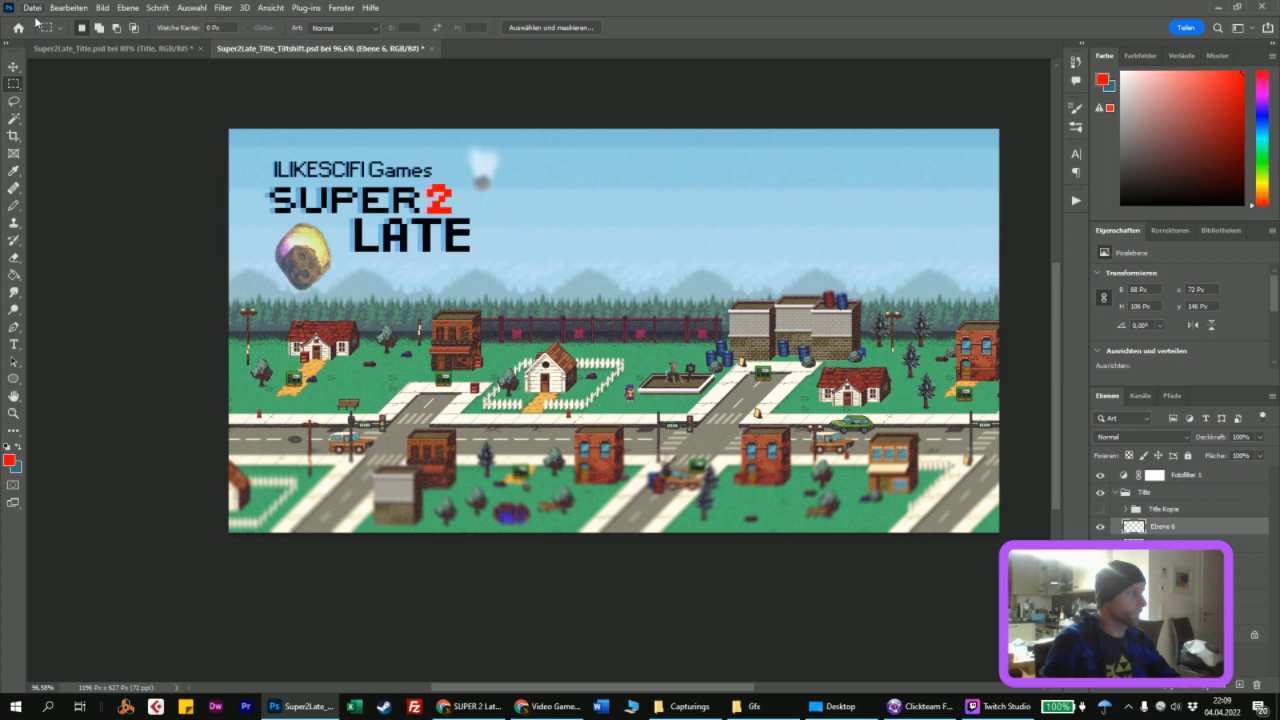 Datei Bearbeiten Bild Ebene Schrift Auswahl Filter 3D Ansicht Plug-ins Fenster Hilfe
Weiche Kante: 0 Px Art: Normal B: H: Auswählen und maskieren... Teilen
Super2Late_Title.psd bei 80% (Title, RGB/8#) * × Super2Late_Title_Tiltshift.psd bei 96,6% (Ebene 6, RGB/8#) * ×
Farbe Farbfelder Verläufe Muster
ILIKESCIFI Games
SUPER 2
LATE
Eigenschaften Korrekturen Bibliotheken
Pixelebene
Transformieren
B 88 Px x 72 Px
H 106 Px y 146 Px
0,00°
Ausrichten und verteilen
Ausrichten:
Ebenen Kanäle Pfade
Art
Normal Deckkraft: 100%
Fixieren: Fläche: 100%
Fotofilter 1
Title
Title Kopie
Ebene 6
96,58% 1196 Px x 627 Px (72 ppi)
Super2Late_... SUPER 2 Lat... Video Game... Capturings Gfx Desktop Clickteam F... Twitch Studio 100% 22:09
04.04.2022
20